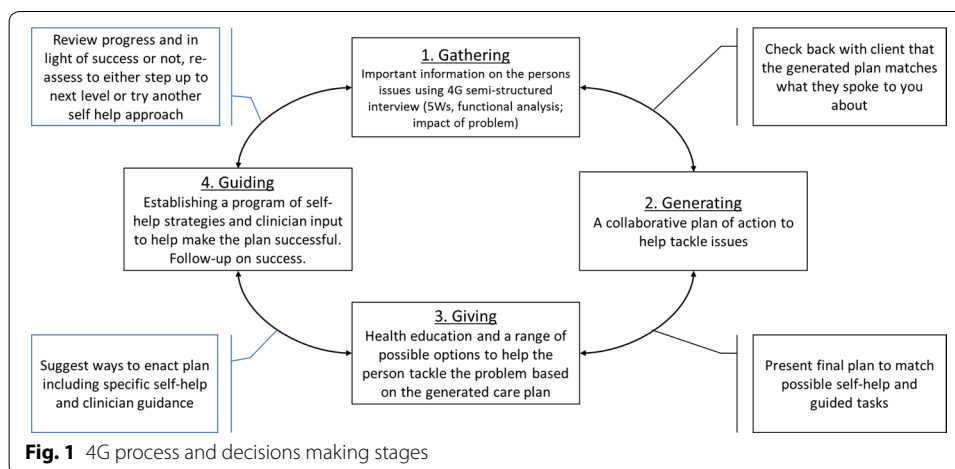 Review progress and in
light of success or not, re-
assess to either step up to
next level or try another
self help approach
1. Gathering
Important information on the persons
issues using 4G semi-structured
interview (5Ws, functional analysis;
impact of problem)
Check back with client that
the generated plan matches
what they spoke to you
about
4. Guiding
Establishing a program of self-
help strategies and clinician input
to help make the plan successful.
Follow-up on success.
2. Generating
A collaborative plan of action to
help tackle issues
Suggest ways to enact plan
including specific self-help
and clinician guidance
3. Giving
Health education and a range of
possible options to help the
person tackle the problem based
on the generated care plan
Present final plan to match
possible self-help and
guided tasks
Fig. 1 4G process and decisions making stages